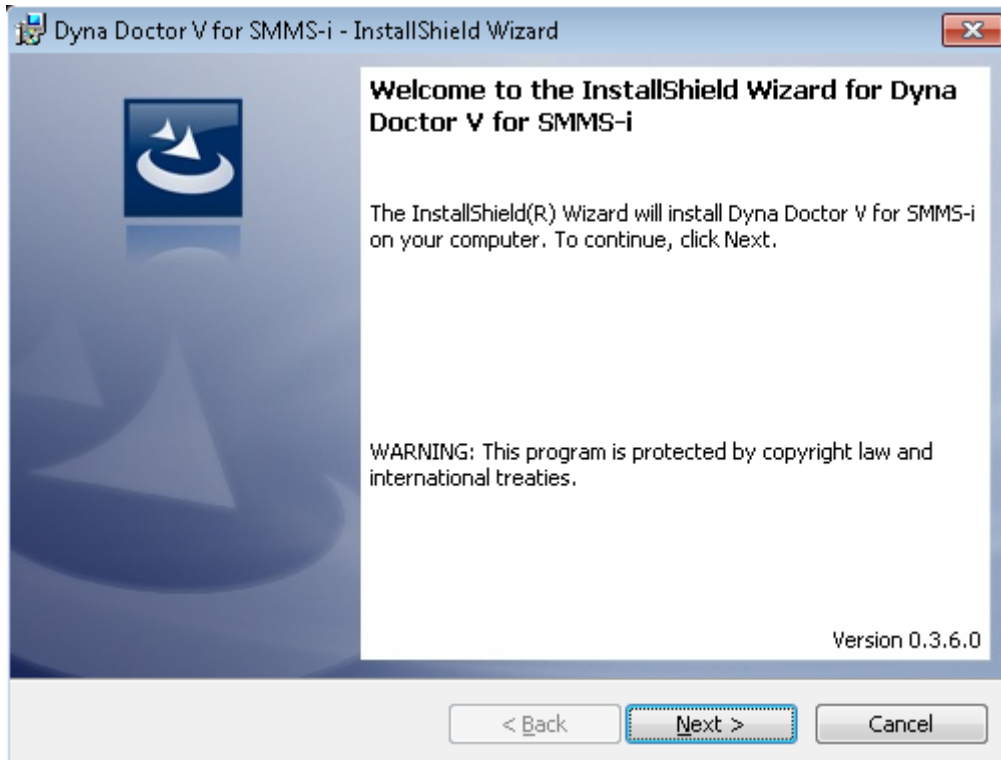 Dyna Doctor V for SMMS-i - InstallShield Wizard
Welcome to the InstallShield Wizard for Dyna
Doctor V for SMMS-i
The InstallShield(R) Wizard will install Dyna Doctor V for SMMS-i
on your computer. To continue, click Next.
WARNING: This program is protected by copyright law and
international treaties.
Version 0.3.6.0
< Back Next > Cancel